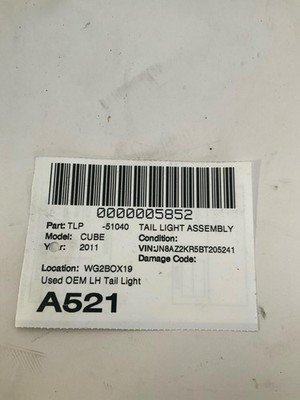 0000005852
Part: TLP -51040 TAIL LIGHT ASSEMBLY
Model: CUBE Condition:
Year: 2011 VIN:JN8AZ2KR5BT205241
Damage Code:
Location: WG2BOX19
Used OEM LH Tail Light
A521